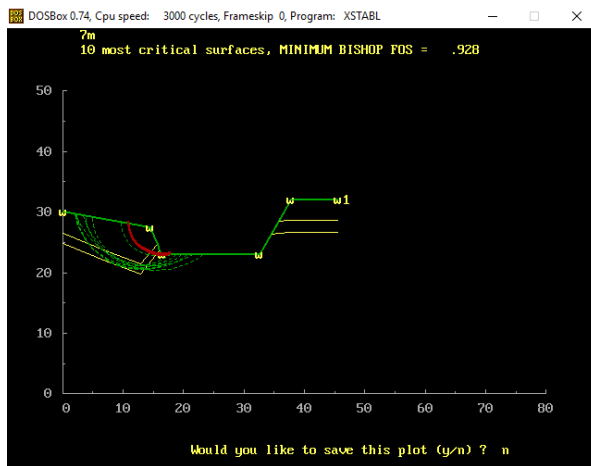 DOSBox 0.74, Cpu speed: 3000 cycles, Frameskip 0, Program: XSTABL
7m
10 most critical surfaces, MINIMUM BISHOP FOS = .928
50
40
w w 1
30
w
w
w w
20
10
0
0 10 20 30 40 50 60 70 80
Would you like to save this plot (y/n) ? n